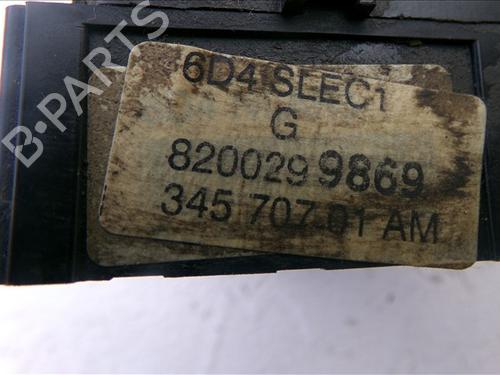 B-PARTS
6D4 SLEC1
G
8200299869
345 707 01 AM